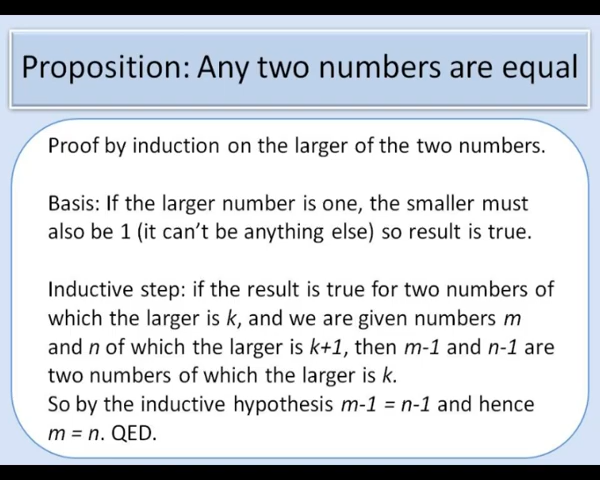 Proposition: Any two numbers are equal
Proof by induction on the larger of the two numbers.
Basis: If the larger number is one, the smaller must
also be 1 (it can’t be anything else) so result is true.
Inductive step: if the result is true for two numbers of
which the larger is k, and we are given numbers m
and n of which the larger is k+1, then m-1 and n-1 are
two numbers of which the larger is k.
So by the inductive hypothesis m-1 = n-1 and hence
m = n. QED.